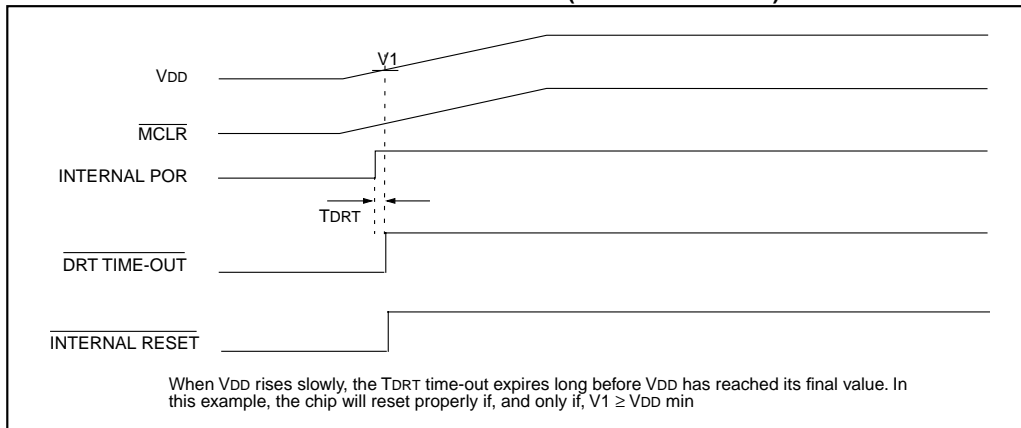 V1
VDD
MCLR
INTERNAL POR
TDRT
DRT TIME-OUT
INTERNAL RESET
When VDD rises slowly, the TDRT time-out expires long before VDD has reached its final value. In
this example, the chip will reset properly if, and only if, V1 ≥ VDD min